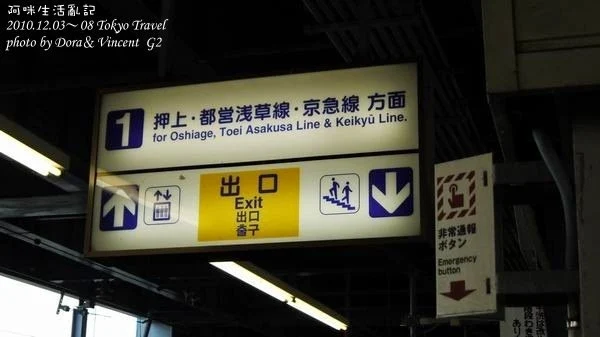 阿咪生活亂記
2010.12.03～08 Tokyo Travel
photo by Dora & Vincent G2
1 押上・都営浅草線・京急線 方面
for Oshiage, Toei Asakusa Line & Keikyū Line.
出口
Exit
出口
출구
非常通報
ボタン
Emergency
button